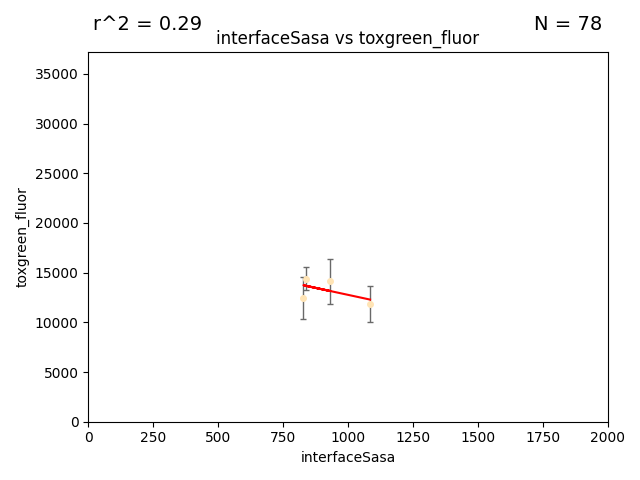 r^2 = 0.29
N = 78
interfaceSasa vs toxgreen_fluor
35000
30000
25000
20000
15000
10000
5000
0
toxgreen_fluor
0 250 500 750 1000 1250 1500 1750 2000
interfaceSasa